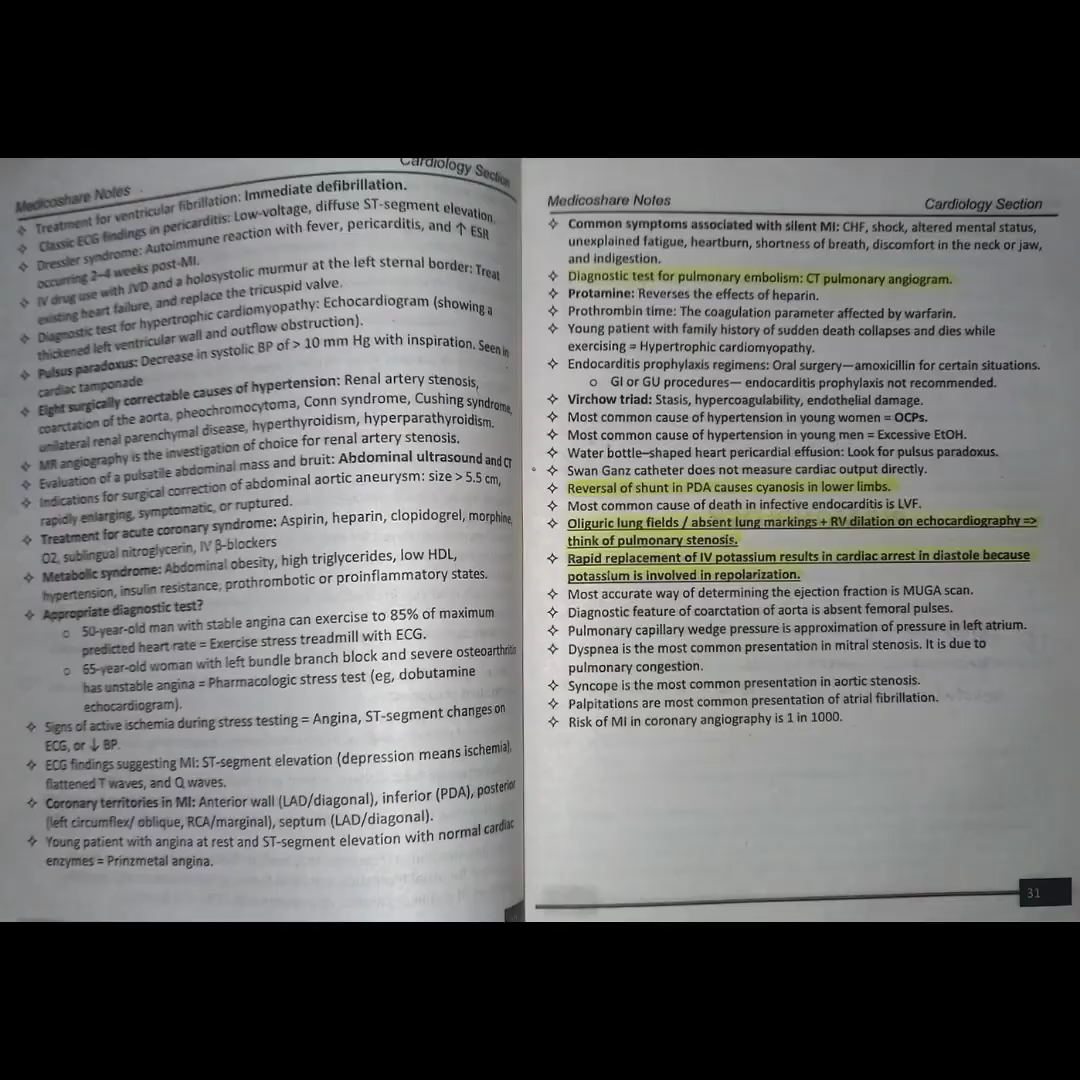 Cardiology Section
Medicoshare Notes
✧ Treatment for ventricular fibrillation: Immediate defibrillation.
✧ Classic ECG findings in pericarditis: Low-voltage, diffuse ST-segment elevation.
✧ Dressler syndrome: Autoimmune reaction with fever, pericarditis, and ↑ ESR
occurring 2–4 weeks post-MI.
✧ IV drug use with JVD and a holosystolic murmur at the left sternal border: Treat
existing heart failure, and replace the tricuspid valve.
✧ Diagnostic test for hypertrophic cardiomyopathy: Echocardiogram (showing a
thickened left ventricular wall and outflow obstruction).
✧ Pulsus paradoxus: Decrease in systolic BP of > 10 mm Hg with inspiration. Seen in
cardiac tamponade
✧ Eight surgically correctable causes of hypertension: Renal artery stenosis,
coarctation of the aorta, pheochromocytoma, Conn syndrome, Cushing syndrome,
unilateral renal parenchymal disease, hyperthyroidism, hyperparathyroidism.
✧ MR angiography is the investigation of choice for renal artery stenosis.
✧ Evaluation of a pulsatile abdominal mass and bruit: Abdominal ultrasound and CT
✧ Indications for surgical correction of abdominal aortic aneurysm: size > 5.5 cm,
rapidly enlarging, symptomatic, or ruptured.
✧ Treatment for acute coronary syndrome: Aspirin, heparin, clopidogrel, morphine,
O2, sublingual nitroglycerin, IV β-blockers
✧ Metabolic syndrome: Abdominal obesity, high triglycerides, low HDL,
hypertension, insulin resistance, prothrombotic or proinflammatory states.
✧ Appropriate diagnostic test?
o 50-year-old man with stable angina can exercise to 85% of maximum
predicted heart rate = Exercise stress treadmill with ECG.
o 65-year-old woman with left bundle branch block and severe osteoarthritis
has unstable angina = Pharmacologic stress test (eg, dobutamine
echocardiogram).
✧ Signs of active ischemia during stress testing = Angina, ST-segment changes on
ECG, or ↓ BP.
✧ ECG findings suggesting MI: ST-segment elevation (depression means ischemia),
flattened T waves, and Q waves.
✧ Coronary territories in MI: Anterior wall (LAD/diagonal), inferior (PDA), posterior
(left circumflex/ oblique, RCA/marginal), septum (LAD/diagonal).
✧ Young patient with angina at rest and ST-segment elevation with normal cardiac
enzymes = Prinzmetal angina.
Medicoshare Notes
Cardiology Section
✧ Common symptoms associated with silent MI: CHF, shock, altered mental status,
unexplained fatigue, heartburn, shortness of breath, discomfort in the neck or jaw,
and indigestion.
✧ Diagnostic test for pulmonary embolism: CT pulmonary angiogram.
✧ Protamine: Reverses the effects of heparin.
✧ Prothrombin time: The coagulation parameter affected by warfarin.
✧ Young patient with family history of sudden death collapses and dies while
exercising = Hypertrophic cardiomyopathy.
✧ Endocarditis prophylaxis regimens: Oral surgery—amoxicillin for certain situations.
o GI or GU procedures— endocarditis prophylaxis not recommended.
✧ Virchow triad: Stasis, hypercoagulability, endothelial damage.
✧ Most common cause of hypertension in young women = OCPs.
✧ Most common cause of hypertension in young men = Excessive EtOH.
✧ Water bottle–shaped heart pericardial effusion: Look for pulsus paradoxus.
✧ Swan Ganz catheter does not measure cardiac output directly.
✧ Reversal of shunt in PDA causes cyanosis in lower limbs.
✧ Most common cause of death in infective endocarditis is LVF.
✧ Oliguric lung fields / absent lung markings + RV dilation on echocardiography =>
think of pulmonary stenosis.
✧ Rapid replacement of IV potassium results in cardiac arrest in diastole because
potassium is involved in repolarization.
✧ Most accurate way of determining the ejection fraction is MUGA scan.
✧ Diagnostic feature of coarctation of aorta is absent femoral pulses.
✧ Pulmonary capillary wedge pressure is approximation of pressure in left atrium.
✧ Dyspnea is the most common presentation in mitral stenosis. It is due to
pulmonary congestion.
✧ Syncope is the most common presentation in aortic stenosis.
✧ Palpitations are most common presentation of atrial fibrillation.
✧ Risk of MI in coronary angiography is 1 in 1000.
31